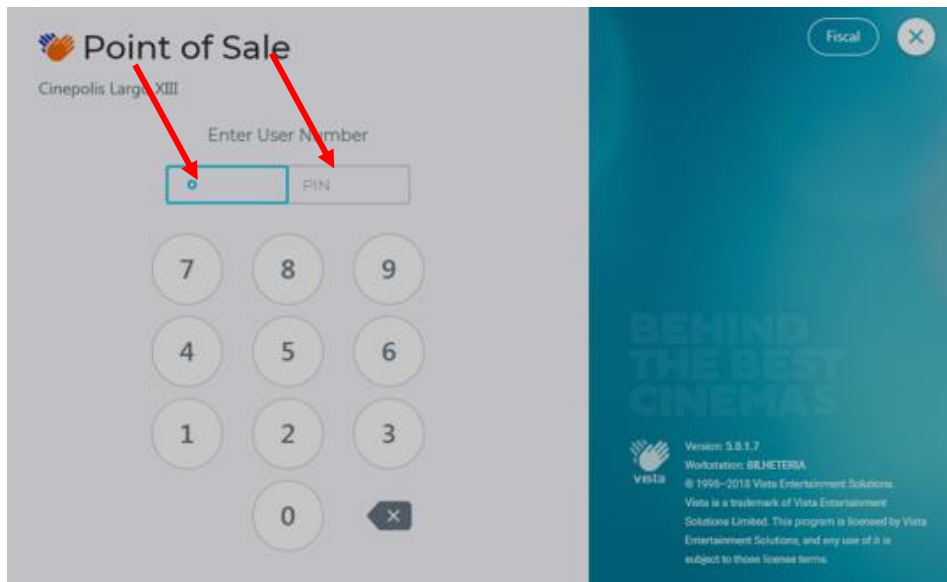 Point of Sale
Cinepolis Largo XIII
Enter User Number
PIN
7 8 9
4 5 6
1 2 3
0
Fiscal
BEHIND
THE BEST
CINEMAS
vista
Version: 5.0.1.7
Workstation: BILHETERIA
© 1996–2018 Vista Entertainment Solutions.
Vista is a trademark of Vista Entertainment
Solutions Limited. This program is licensed by Vista
Entertainment Solutions, and any use of it is
subject to those license terms.